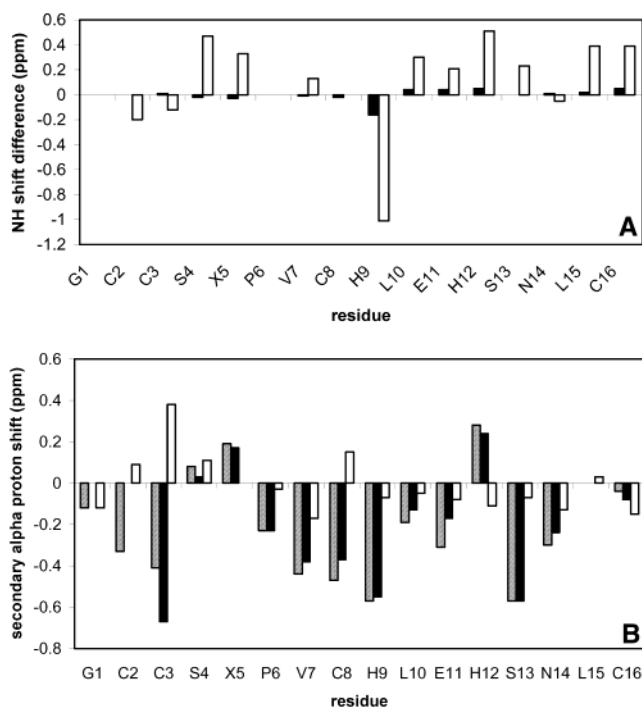 NH shift difference (ppm)
0.6
0.4
0.2
0
-0.2
-0.4
-0.6
-0.8
-1
-1.2
A
G1 C2 C3 S4 X5 P6 V7 C8 H9 L10 E11 H12 S13 N14 L15 C16
residue
secondary alpha proton shift (ppm)
0.6
0.4
0.2
0
-0.2
-0.4
-0.6
-0.8
B
G1 C2 C3 S4 X5 P6 V7 C8 H9 L10 E11 H12 S13 N14 L15 C16
residue